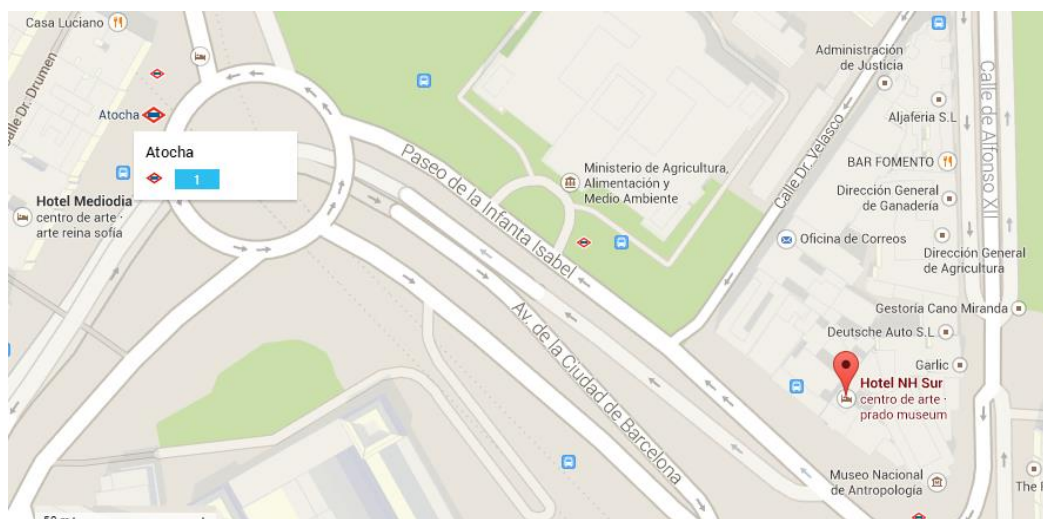 Casa Luciano
Calle Dr. Drumen
Atocha
Atocha
1
Hotel Mediodia
centro de arte ·
arte reina sofía
Paseo de la Infanta Isabel
Av. de la Ciudad de Barcelona
Ministerio de Agricultura,
Alimentación y
Medio Ambiente
Calle Dr. Velasco
Administración
de Justicia
Calle de Alfonso XII
Aljaferia S.L
BAR FOMENTO
Dirección General
de Ganadería
Oficina de Correos
Dirección General
de Agricultura
Gestoría Cano Miranda
Deutsche Auto S.L
Garlic
Hotel NH Sur
centro de arte ·
prado museum
Museo Nacional
de Antropología
The